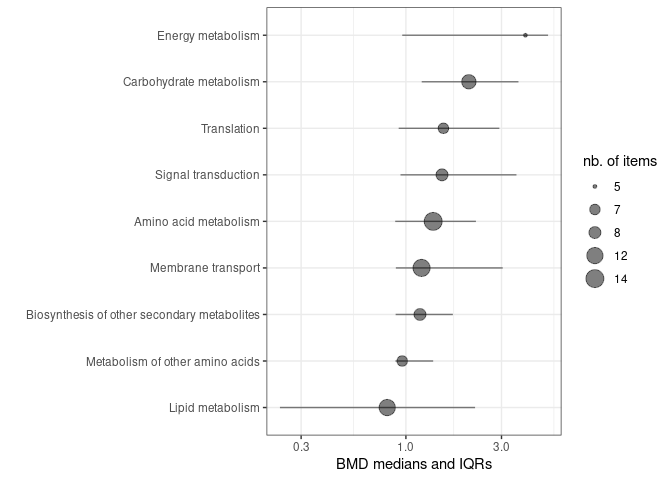 Energy metabolism
Carbohydrate metabolism
Translation
Signal transduction
Amino acid metabolism
Membrane transport
Biosynthesis of other secondary metabolites
Metabolism of other amino acids
Lipid metabolism
0.3 1.0 3.0
BMD medians and IQRs
nb. of items
5
7
8
12
14